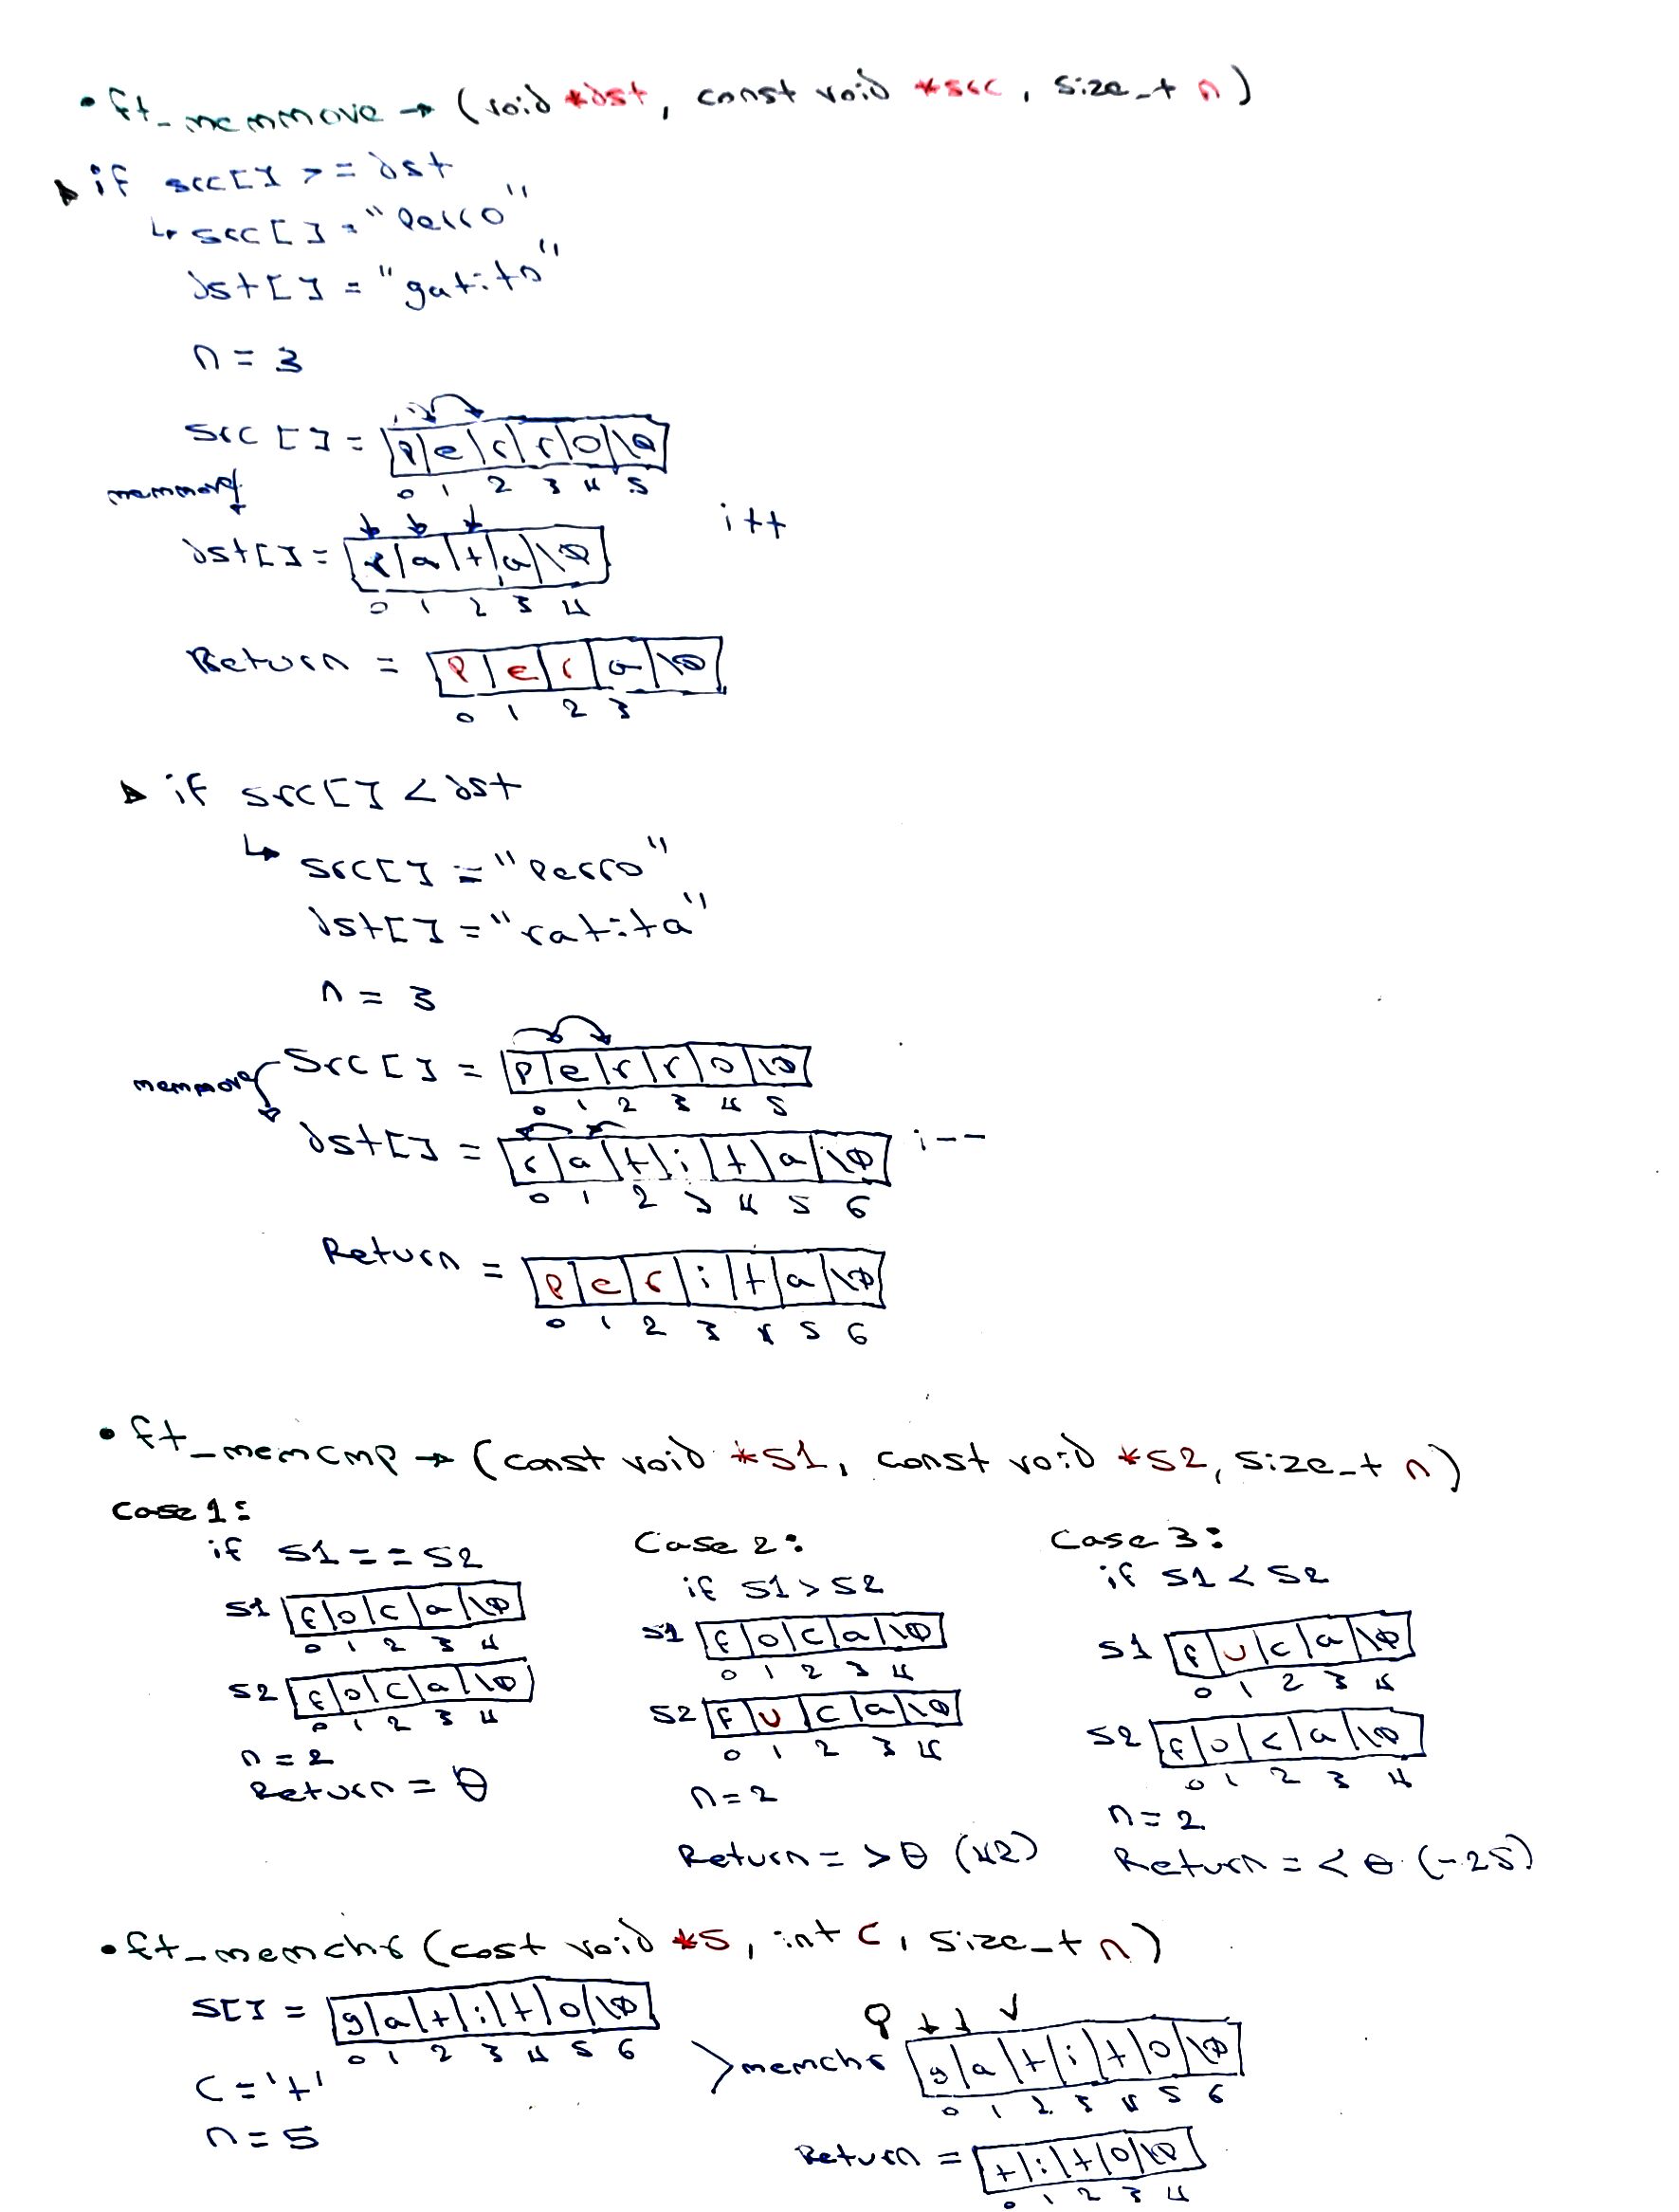 • ft_memmove → (void *dst, const void *src, size_t n)
▸ if src[] >= dst
↳ src[] = "Perro"
dst[] = "gatito"
n = 3
src[] = |P|e|r|r|o|\0|
0 1 2 3 4 5
memmove
dst[] = |r|a|t|a|\0| i++
0 1 2 3 4
Return = |P|e|r|a|\0|
0 1 2 3
▸ if src[] < dst
↳ src[] = "Perro"
dst[] = "ratita"
n = 3
Src[] = |P|e|r|r|o|\0|
memmove
0 1 2 3 4 5
dst[] = |r|a|t|i|t|a|\0| i--
0 1 2 3 4 5 6
Return = |P|e|r|i|t|a|\0|
0 1 2 3 4 5 6
• ft_memcmp → (const void *s1, const void *s2, size_t n)
Case 1:
if s1 == s2
s1 |f|o|c|a|\0|
0 1 2 3 4
s2 |f|o|c|a|\0|
0 1 2 3 4
n = 2
Return = 0
Case 2:
if s1 > s2
s1 |f|o|c|a|\0|
0 1 2 3 4
s2 |f|u|c|a|\0|
0 1 2 3 4
n = 2
Return = > 0 (42)
Case 3:
if s1 < s2
s1 |f|u|c|a|\0|
0 1 2 3 4
s2 |f|o|c|a|\0|
0 1 2 3 4
n = 2
Return = < 0 (-25)
• ft_memchr (cost void *s, int c, size_t n)
s[] = |g|a|t|i|t|o|\0|
0 1 2 3 4 5 6
c = 't'
n = 5
> memchr |g|a|t|i|t|o|\0|
0 1 2 3 4 5 6
Return = |t|i|t|o|\0|
0 1 2 3 4